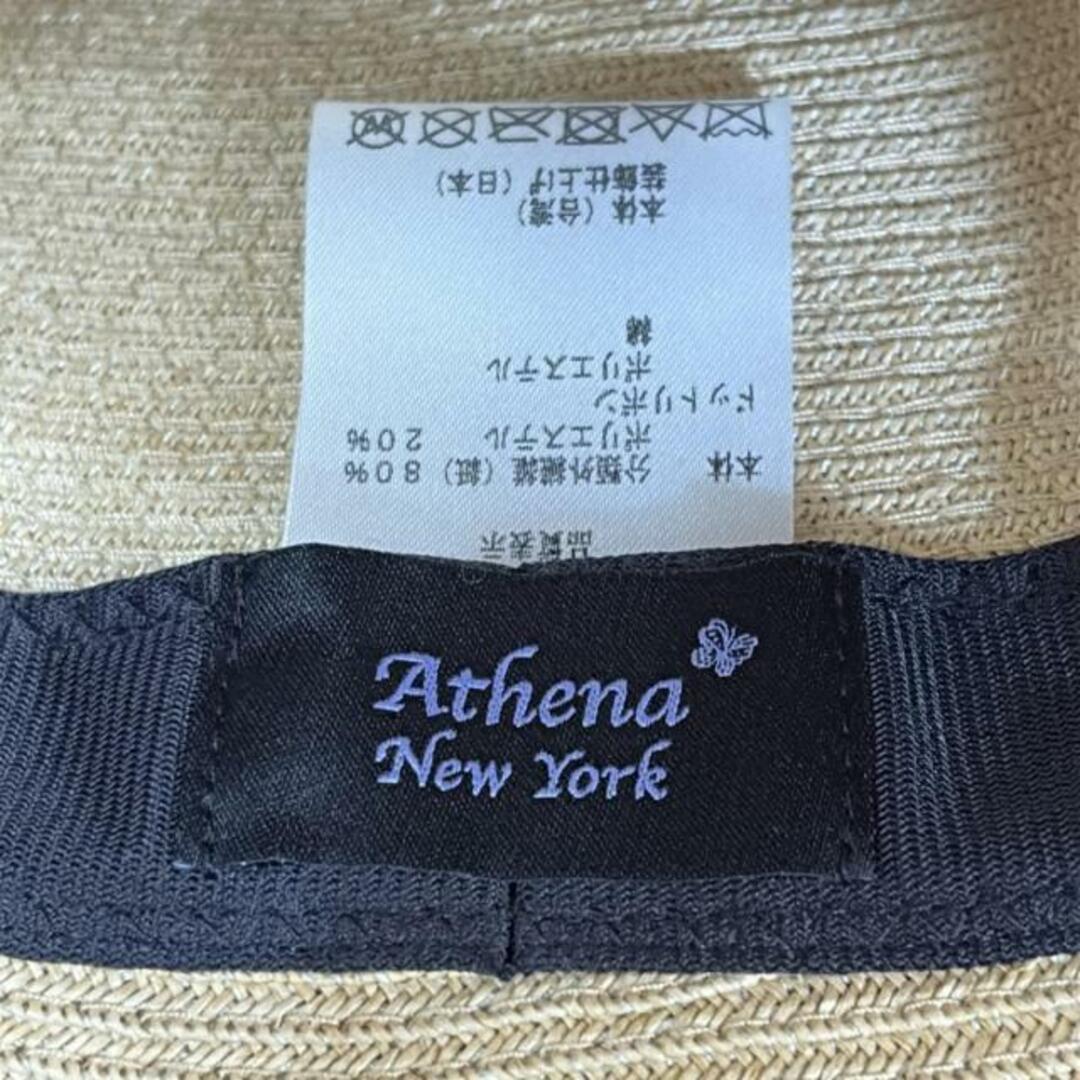 品質表示
本体 分類外繊維（紙）80％
ポリエステル 20％
ドットリボン
ポリエステル
綿
本体（台湾）
装飾仕上げ（日本）
Athena
New York